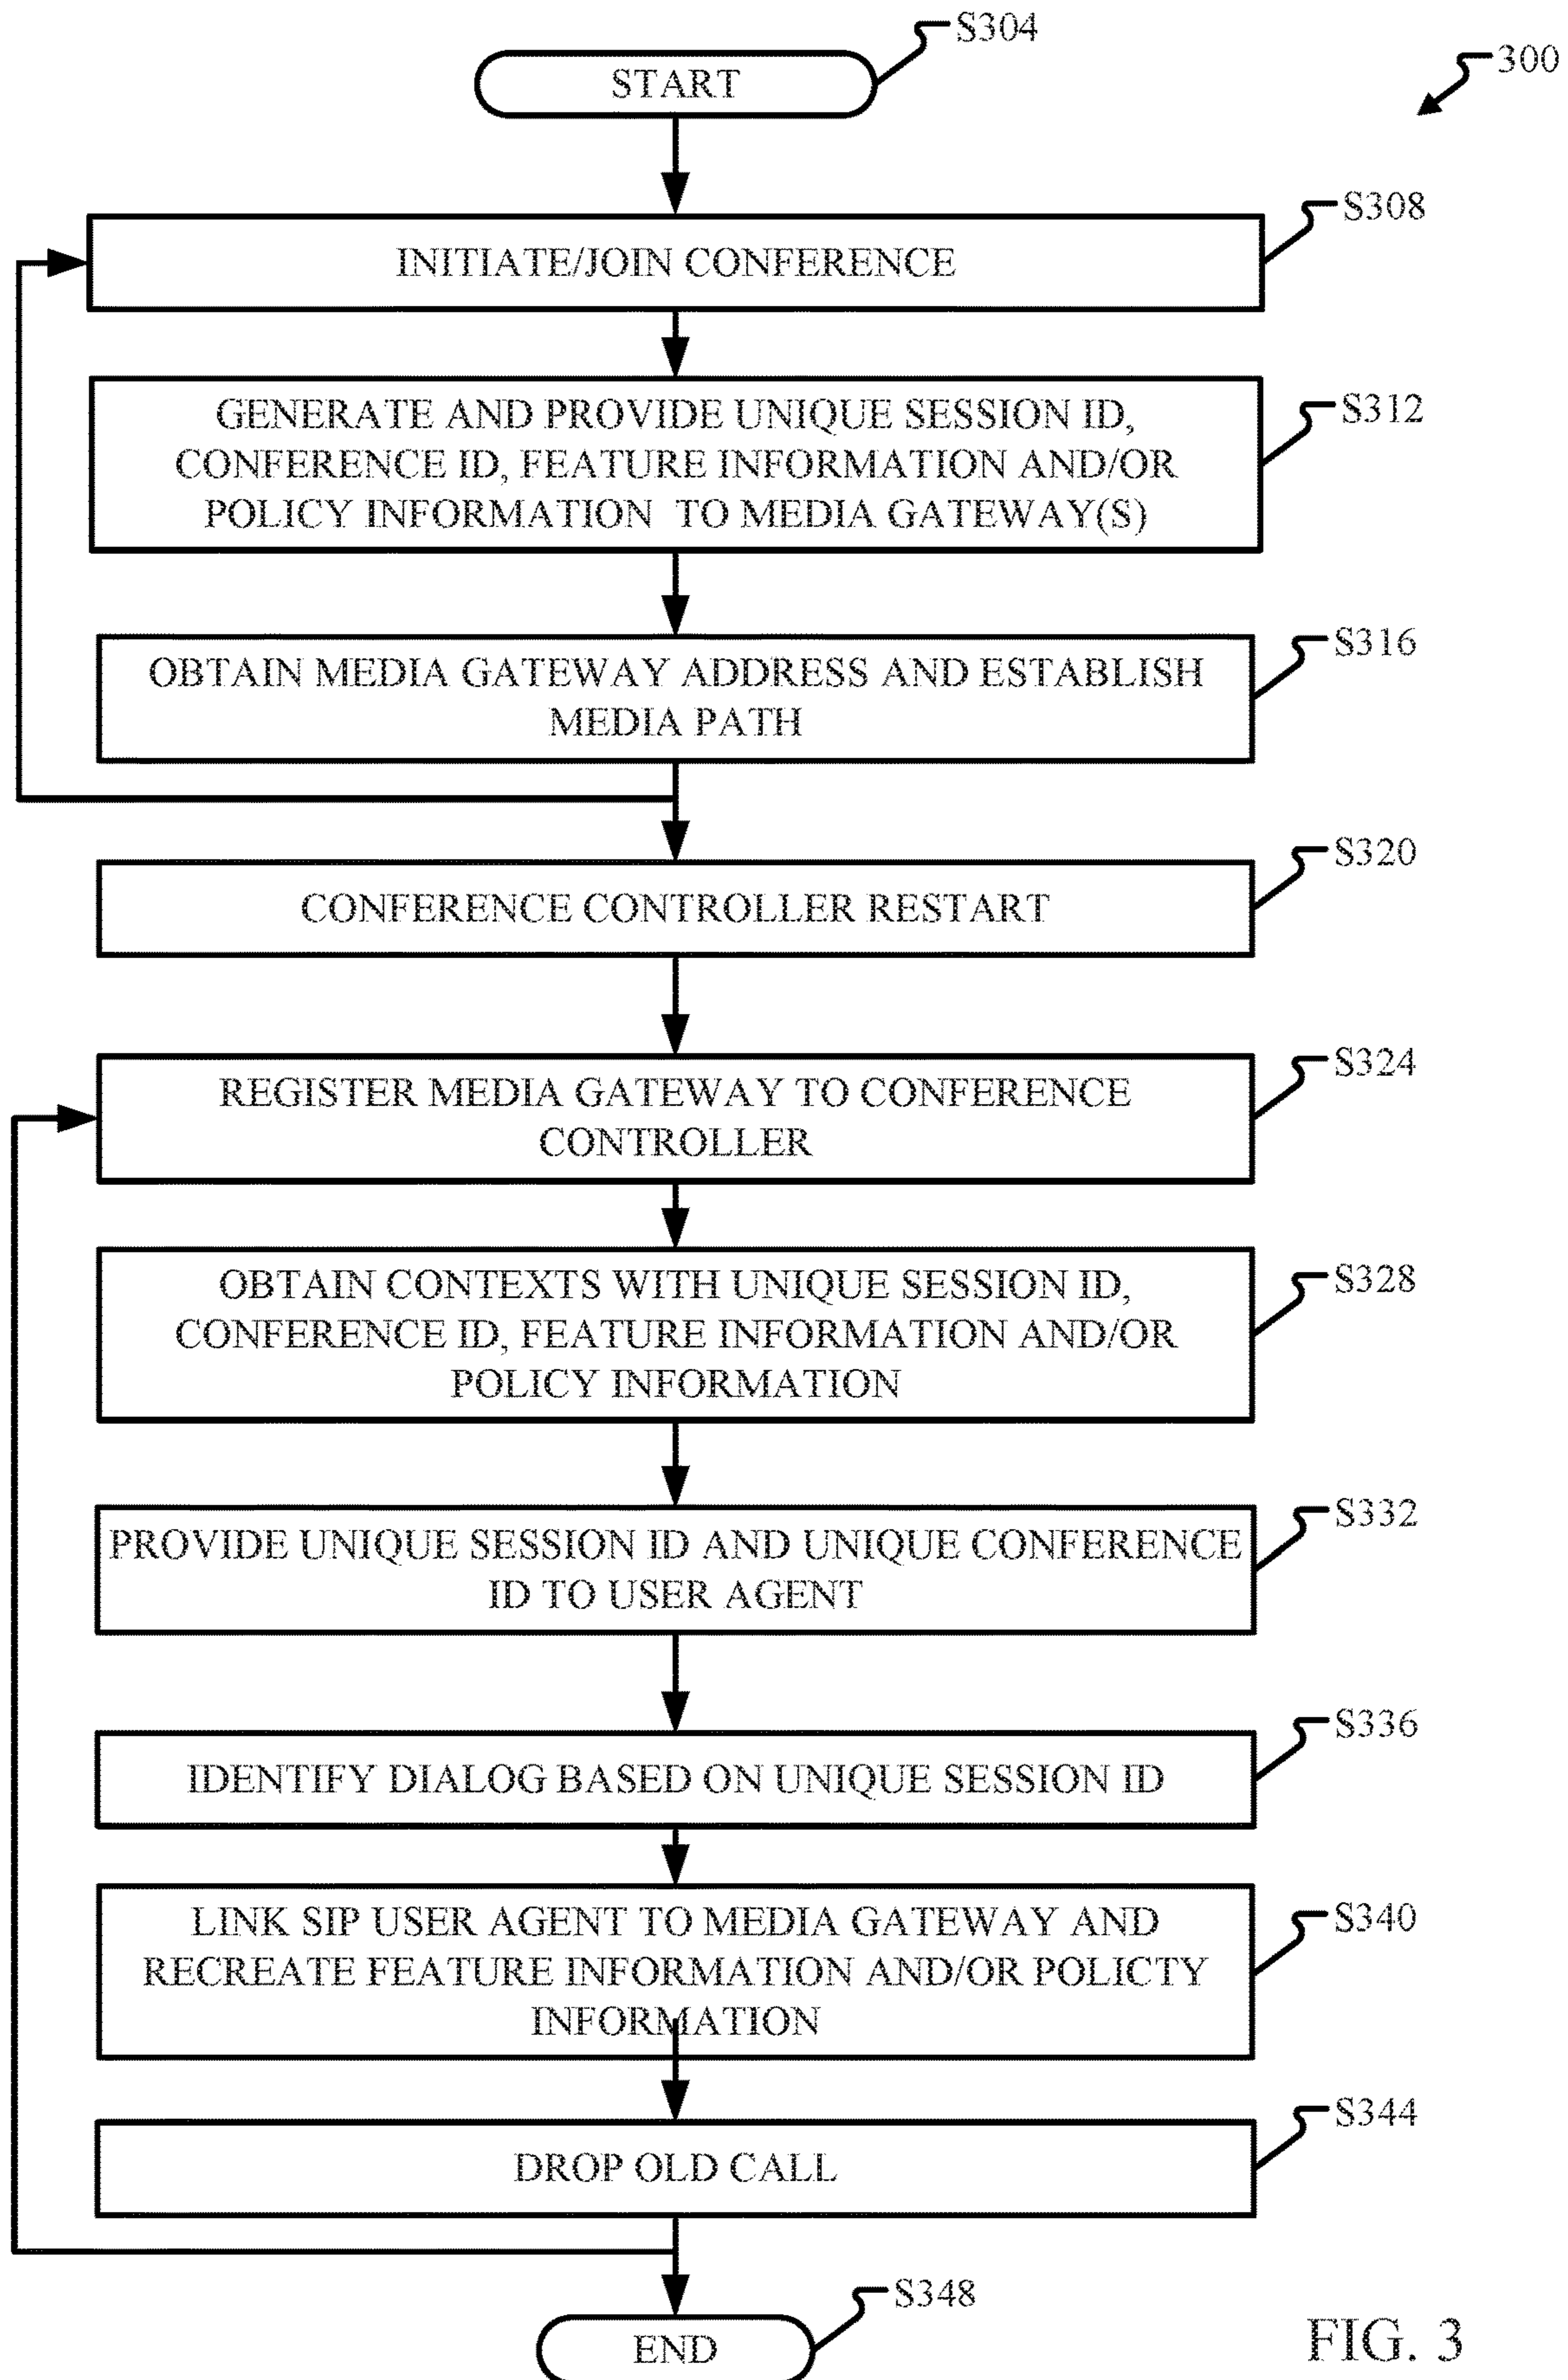 S304
START
300
S308
INITIATE/JOIN CONFERENCE
S312
GENERATE AND PROVIDE UNIQUE SESSION ID,
CONFERENCE ID, FEATURE INFORMATION AND/OR
POLICY INFORMATION TO MEDIA GATEWAY(S)
S316
OBTAIN MEDIA GATEWAY ADDRESS AND ESTABLISH
MEDIA PATH
S320
CONFERENCE CONTROLLER RESTART
S324
REGISTER MEDIA GATEWAY TO CONFERENCE
CONTROLLER
S328
OBTAIN CONTEXTS WITH UNIQUE SESSION ID,
CONFERENCE ID, FEATURE INFORMATION AND/OR
POLICY INFORMATION
S332
PROVIDE UNIQUE SESSION ID AND UNIQUE CONFERENCE
ID TO USER AGENT
S336
IDENTIFY DIALOG BASED ON UNIQUE SESSION ID
S340
LINK SIP USER AGENT TO MEDIA GATEWAY AND
RECREATE FEATURE INFORMATION AND/OR POLICTY
INFORMATION
S344
DROP OLD CALL
S348
END
FIG. 3